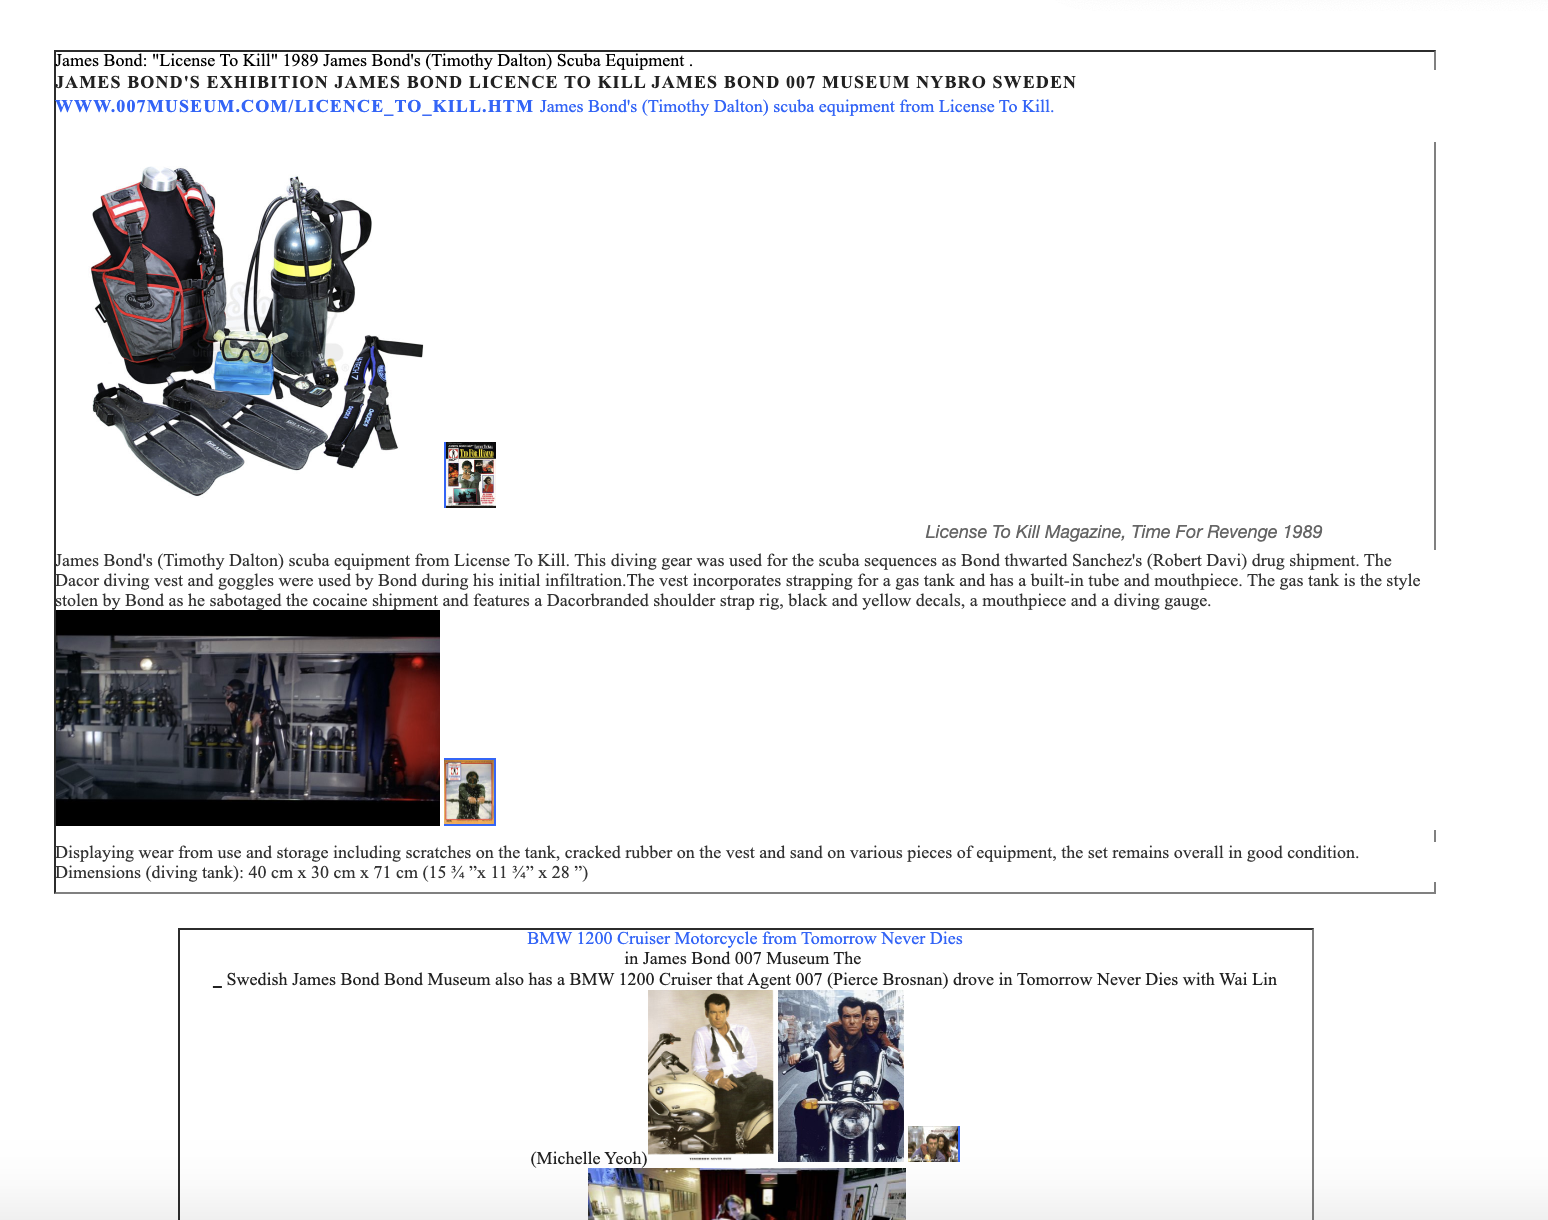 James Bond: "License To Kill" 1989 James Bond's (Timothy Dalton) Scuba Equipment .
JAMES BOND'S EXHIBITION JAMES BOND LICENCE TO KILL JAMES BOND 007 MUSEUM NYBRO SWEDEN
WWW.007MUSEUM.COM/LICENCE_TO_KILL.HTM James Bond's (Timothy Dalton) scuba equipment from License To Kill.
License To Kill Magazine, Time For Revenge 1989
James Bond's (Timothy Dalton) scuba equipment from License To Kill. This diving gear was used for the scuba sequences as Bond thwarted Sanchez's (Robert Davi) drug shipment. The
Dacor diving vest and goggles were used by Bond during his initial infiltration.The vest incorporates strapping for a gas tank and has a built-in tube and mouthpiece. The gas tank is the style
stolen by Bond as he sabotaged the cocaine shipment and features a Dacorbranded shoulder strap rig, black and yellow decals, a mouthpiece and a diving gauge.
Displaying wear from use and storage including scratches on the tank, cracked rubber on the vest and sand on various pieces of equipment, the set remains overall in good condition.
Dimensions (diving tank): 40 cm x 30 cm x 71 cm (15 ¾ ”x 11 ¾” x 28 ”)
BMW 1200 Cruiser Motorcycle from Tomorrow Never Dies
in James Bond 007 Museum The
_ Swedish James Bond Bond Museum also has a BMW 1200 Cruiser that Agent 007 (Pierce Brosnan) drove in Tomorrow Never Dies with Wai Lin
(Michelle Yeoh)